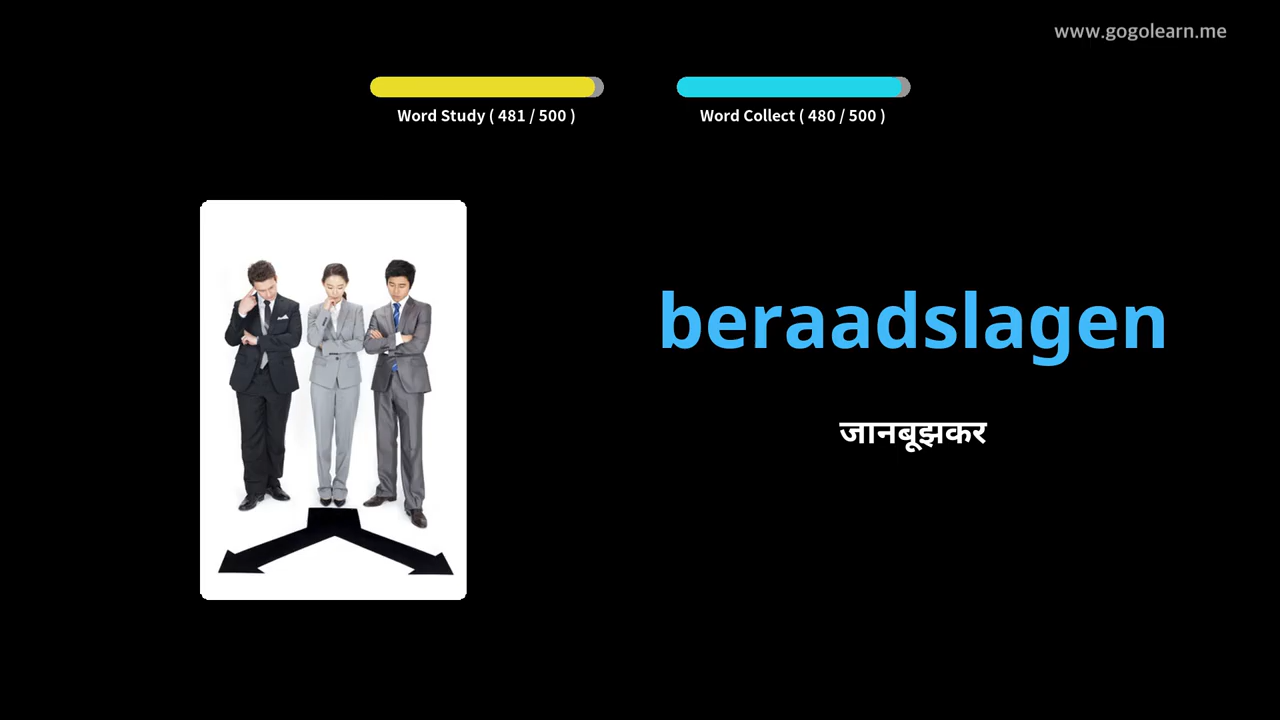 www.gogolearn.me
Word Study ( 481 / 500 )
Word Collect ( 480 / 500 )
beraadslagen
जानबूझकर